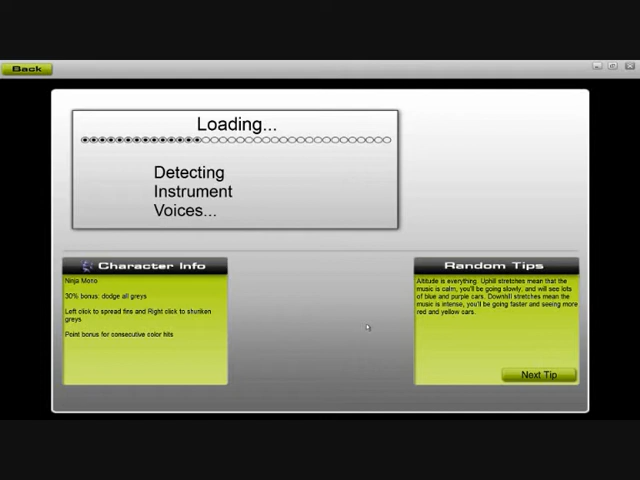 Back
Loading...
Detecting
Instrument
Voices...
Character Info
Ninja Mono
30% bonus: dodge all greys
Left click to spread fins and Right click to shuriken
greys
Point bonus for consecutive color hits
Random Tips
Altitude is everything. Uphill stretches mean that the
music is calm, you'll be going slowly, and will see lots
of blue and purple cars. Downhill stretches mean the
music is intense, you'll be going faster and seeing more
red and yellow cars.
Next Tip